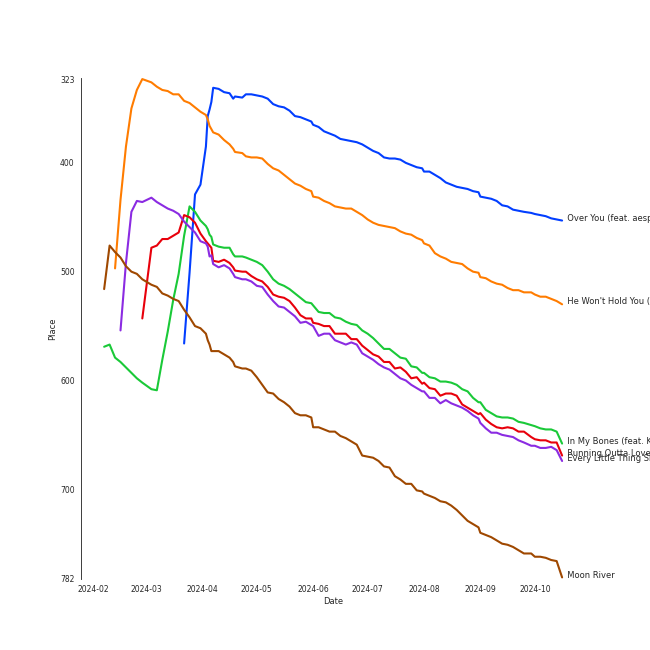 323
400
500
600
700
782
Place
2024-02
2024-03
2024-04
2024-05
2024-06
2024-07
2024-08
2024-09
2024-10
Date
Over You (feat. aesp
He Won't Hold You (
In My Bones (feat. K
Running Outta Love
Every Little Thing S
Moon River